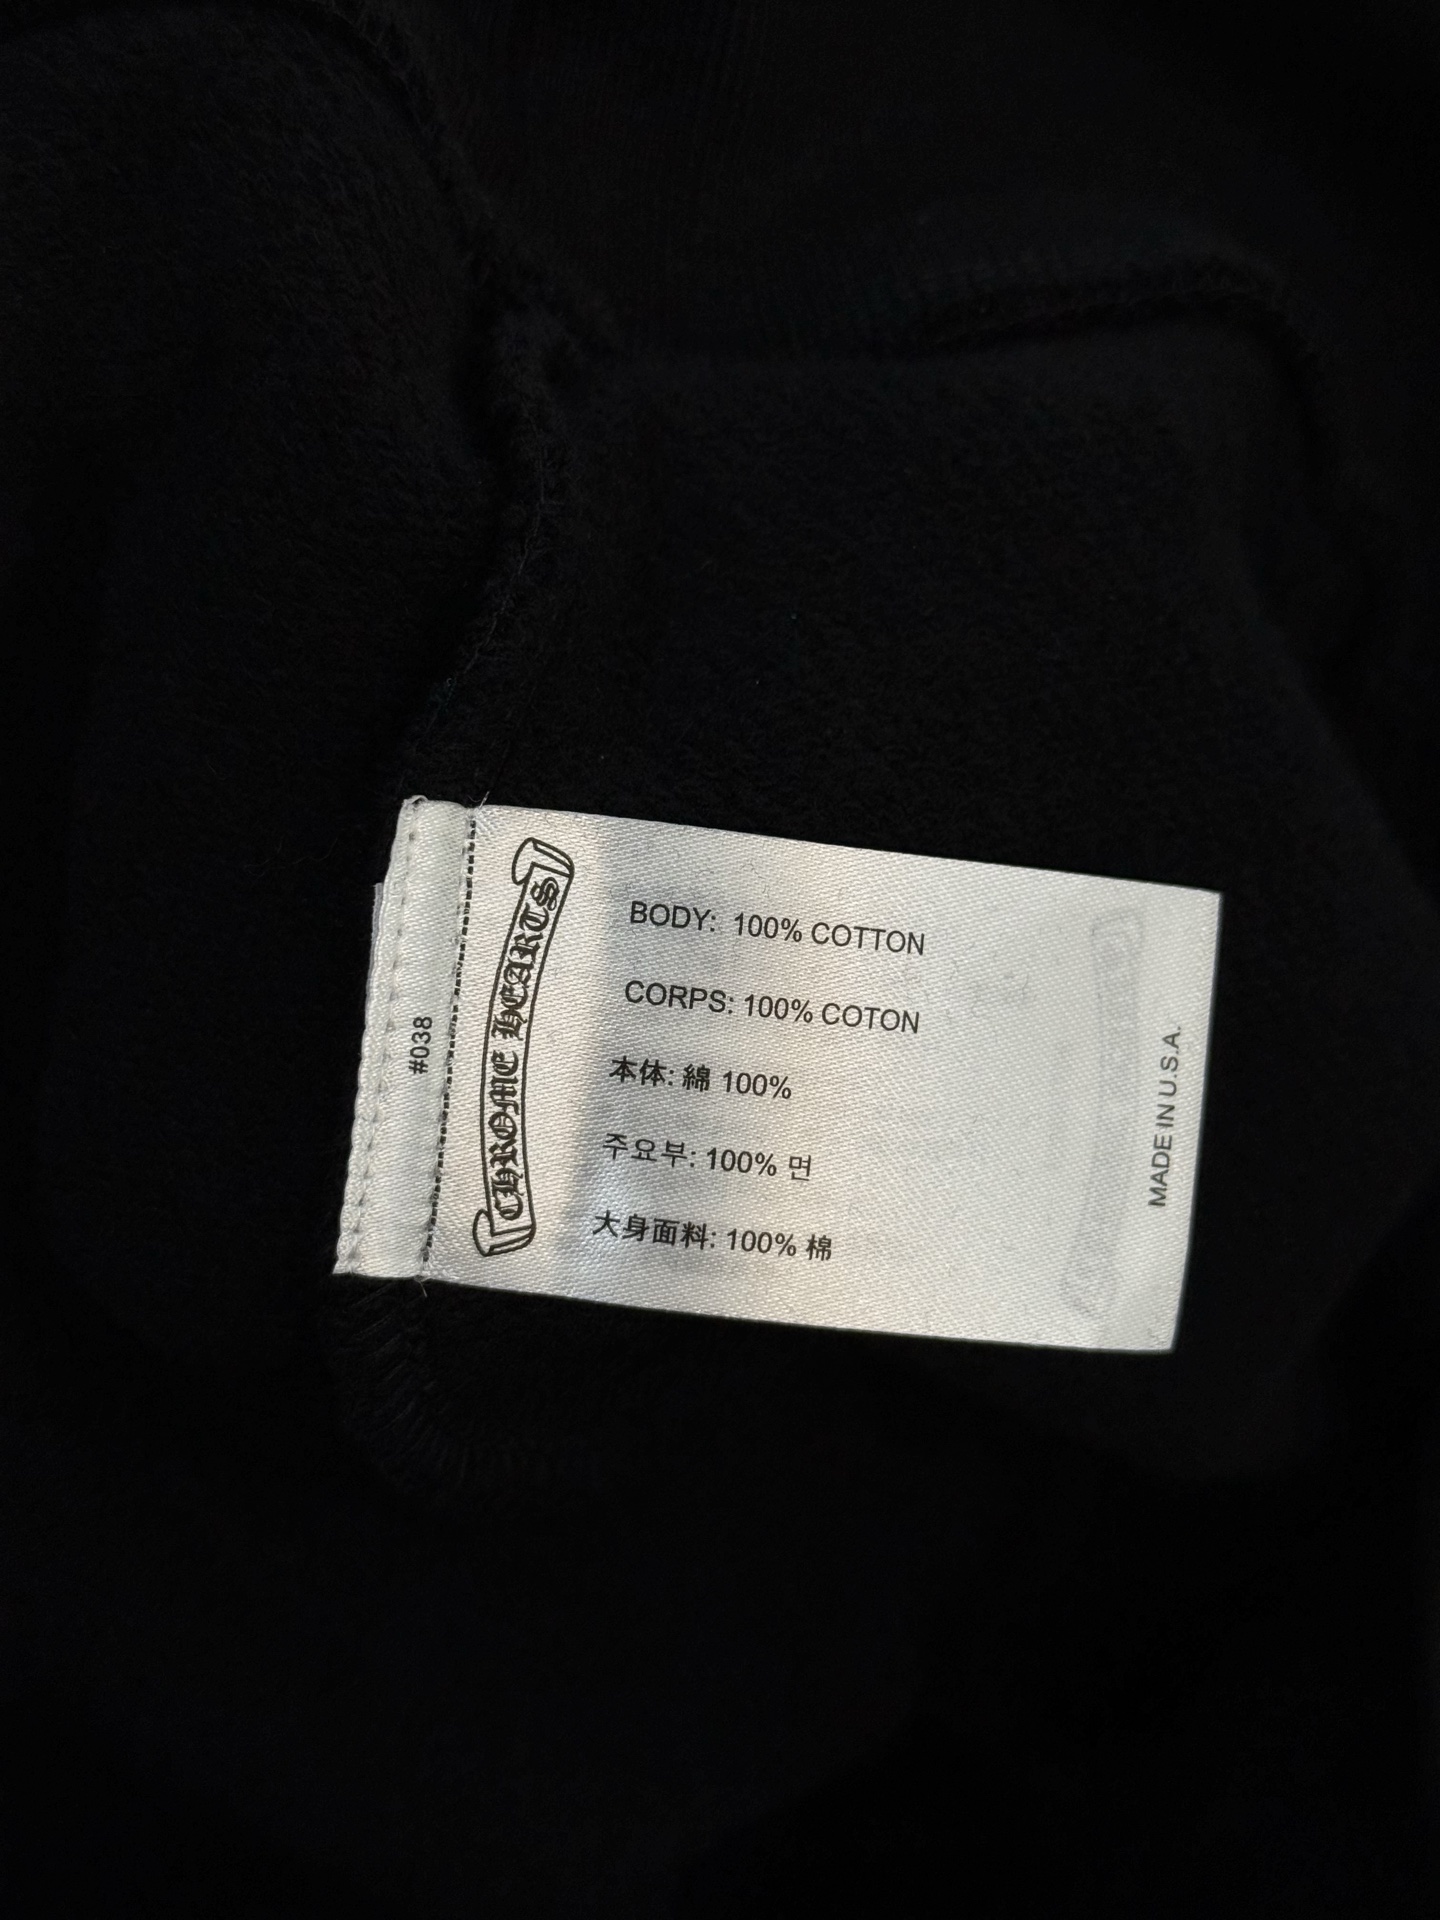 #038
CHROME HEARTS
BODY: 100% COTTON
CORPS: 100% COTON
本体: 綿 100%
주요부: 100% 면
大身面料: 100% 棉
MADE IN U.S.A.